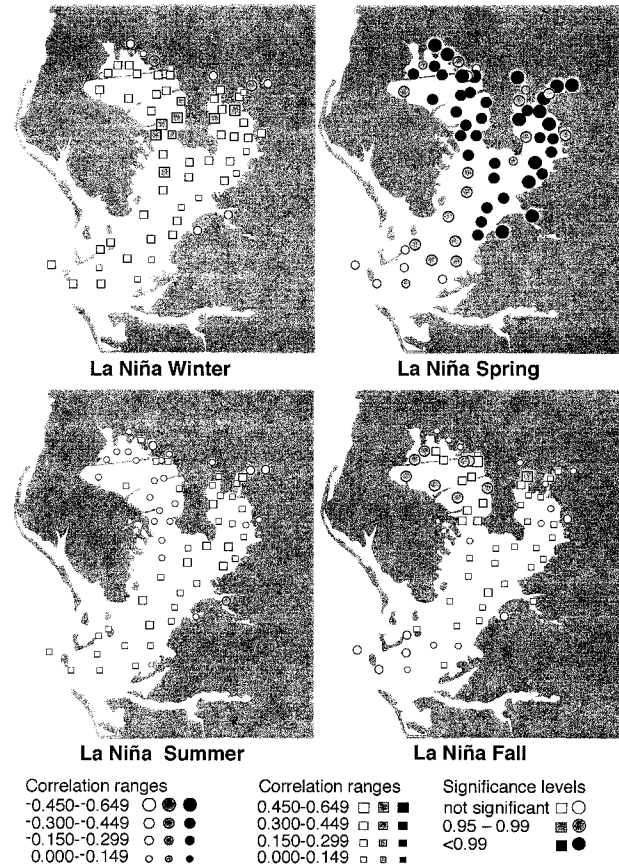 La Niña Winter
La Niña Spring
La Niña Summer
La Niña Fall
Correlation ranges
-0.450--0.649
-0.300--0.449
-0.150--0.299
0.000--0.149
Correlation ranges
0.450-0.649
0.300-0.449
0.150-0.299
0.000-0.149
Significance levels
not significant
0.95 – 0.99
<0.99